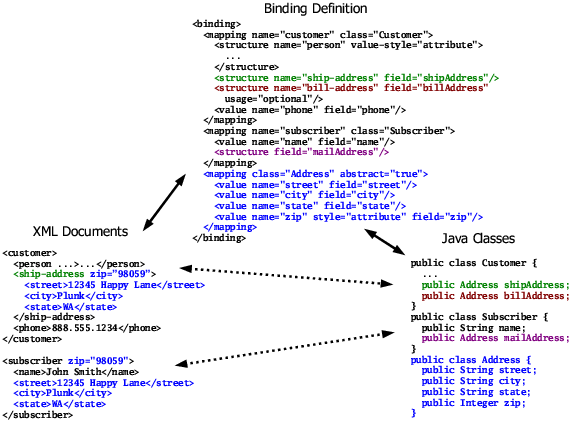 Binding Definition
<binding>
<mapping name="customer" class="Customer">
<structure name="person" value-style="attribute">
...
</structure>
<structure name="ship-address" field="shipAddress"/>
<structure name="bill-address" field="billAddress"
usage="optional"/>
<value name="phone" field="phone"/>
</mapping>
<mapping name="subscriber" class="Subscriber">
<value name="name" field="name"/>
<structure field="mailAddress"/>
</mapping>
<mapping class="Address" abstract="true">
<value name="street" field="street"/>
<value name="city" field="city"/>
<value name="state" field="state"/>
<value name="zip" style="attribute" field="zip"/>
</mapping>
</binding>
XML Documents
<customer>
<person ...>...</person>
<ship-address zip="98059">
<street>12345 Happy Lane</street>
<city>Plunk</city>
<state>WA</state>
</ship-address>
<phone>888.555.1234</phone>
</customer>
<subscriber zip="98059">
<name>John Smith</name>
<street>12345 Happy Lane</street>
<city>Plunk</city>
<state>WA</state>
</subscriber>
Java Classes
public class Customer {
...
public Address shipAddress;
public Address billAddress;
}
public class Subscriber {
public String name;
public Address mailAddress;
}
public class Address {
public String street;
public String city;
public String state;
public Integer zip;
}